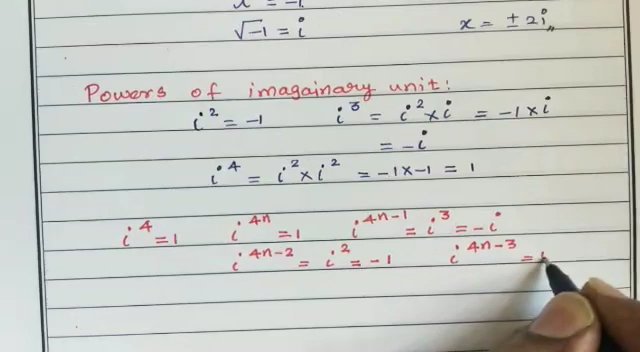 √-1 = i x = ± 2i,,
Powers of imagainary unit:
i² = -1 i³ = i² × i = -1 × i
= -i
i⁴ = i² × i² = -1 × -1 = 1
i⁴ = 1 i⁴ⁿ = 1 i⁴ⁿ⁻¹ = i³ = -i
i⁴ⁿ⁻² = i² = -1 i⁴ⁿ⁻³ =